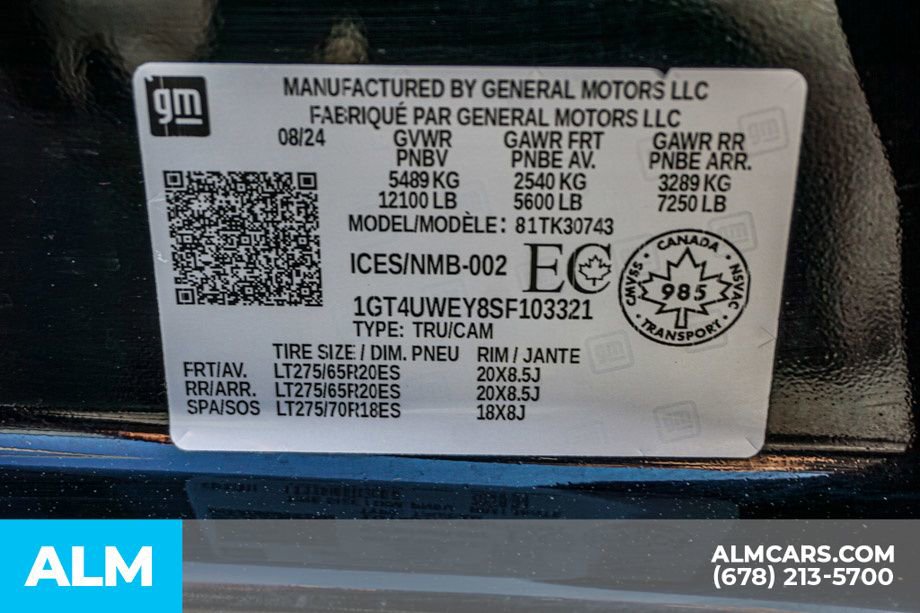 gm
MANUFACTURED BY GENERAL MOTORS LLC
FABRIQUÉ PAR GENERAL MOTORS LLC
08/24 GVWR GAWR FRT GAWR RR
PNBV PNBE AV. PNBE ARR.
5489 KG 2540 KG 3289 KG
12100 LB 5600 LB 7250 LB
MODEL/MODÈLE: 81TK30743
ICES/NMB-002 EC
CANADA
CMVSS 985 NSVAC
TRANSPORT
1GT4UWEY8SF103321
TYPE: TRU/CAM
TIRE SIZE / DIM. PNEU RIM / JANTE
FRT/AV. LT275/65R20ES 20X8.5J
RR/ARR. LT275/65R20ES 20X8.5J
SPA/SOS LT275/70R18ES 18X8J
ALM
ALMCARS.COM
(678) 213-5700